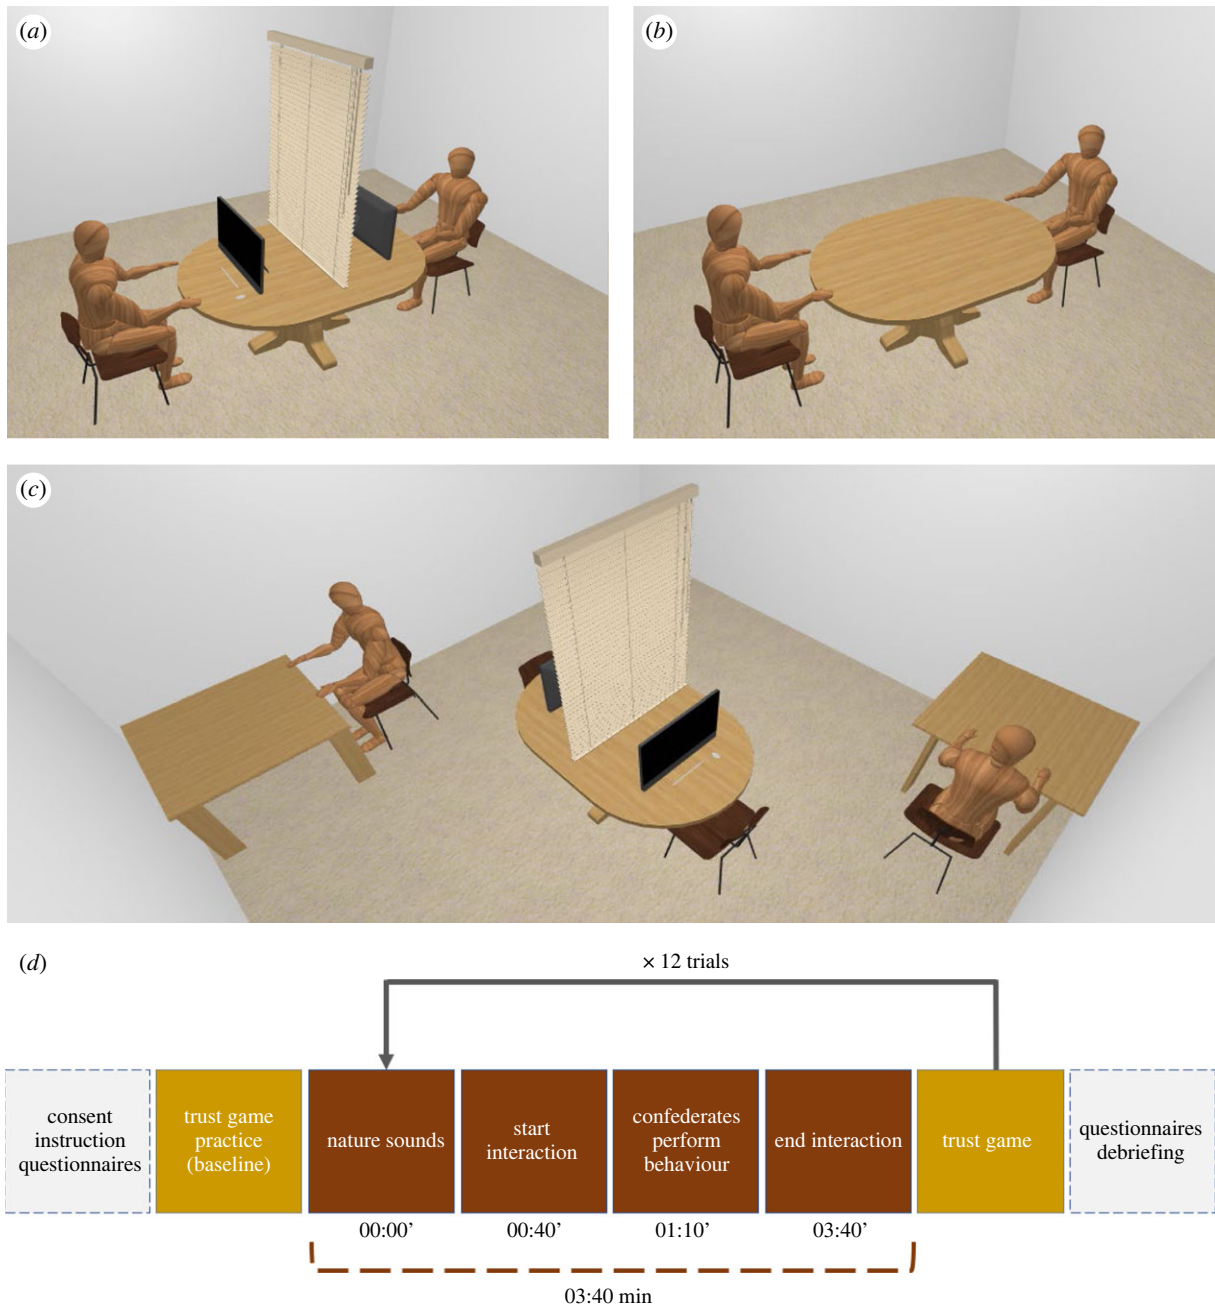 (a)
(b)
(c)
(d)
× 12 trials
consent
instruction
questionnaires
trust game
practice
(baseline)
nature sounds
start
interaction
confederates
perform
behaviour
end interaction
trust game
questionnaires
debriefing
00:00’
00:40’
01:10’
03:40’
03:40 min